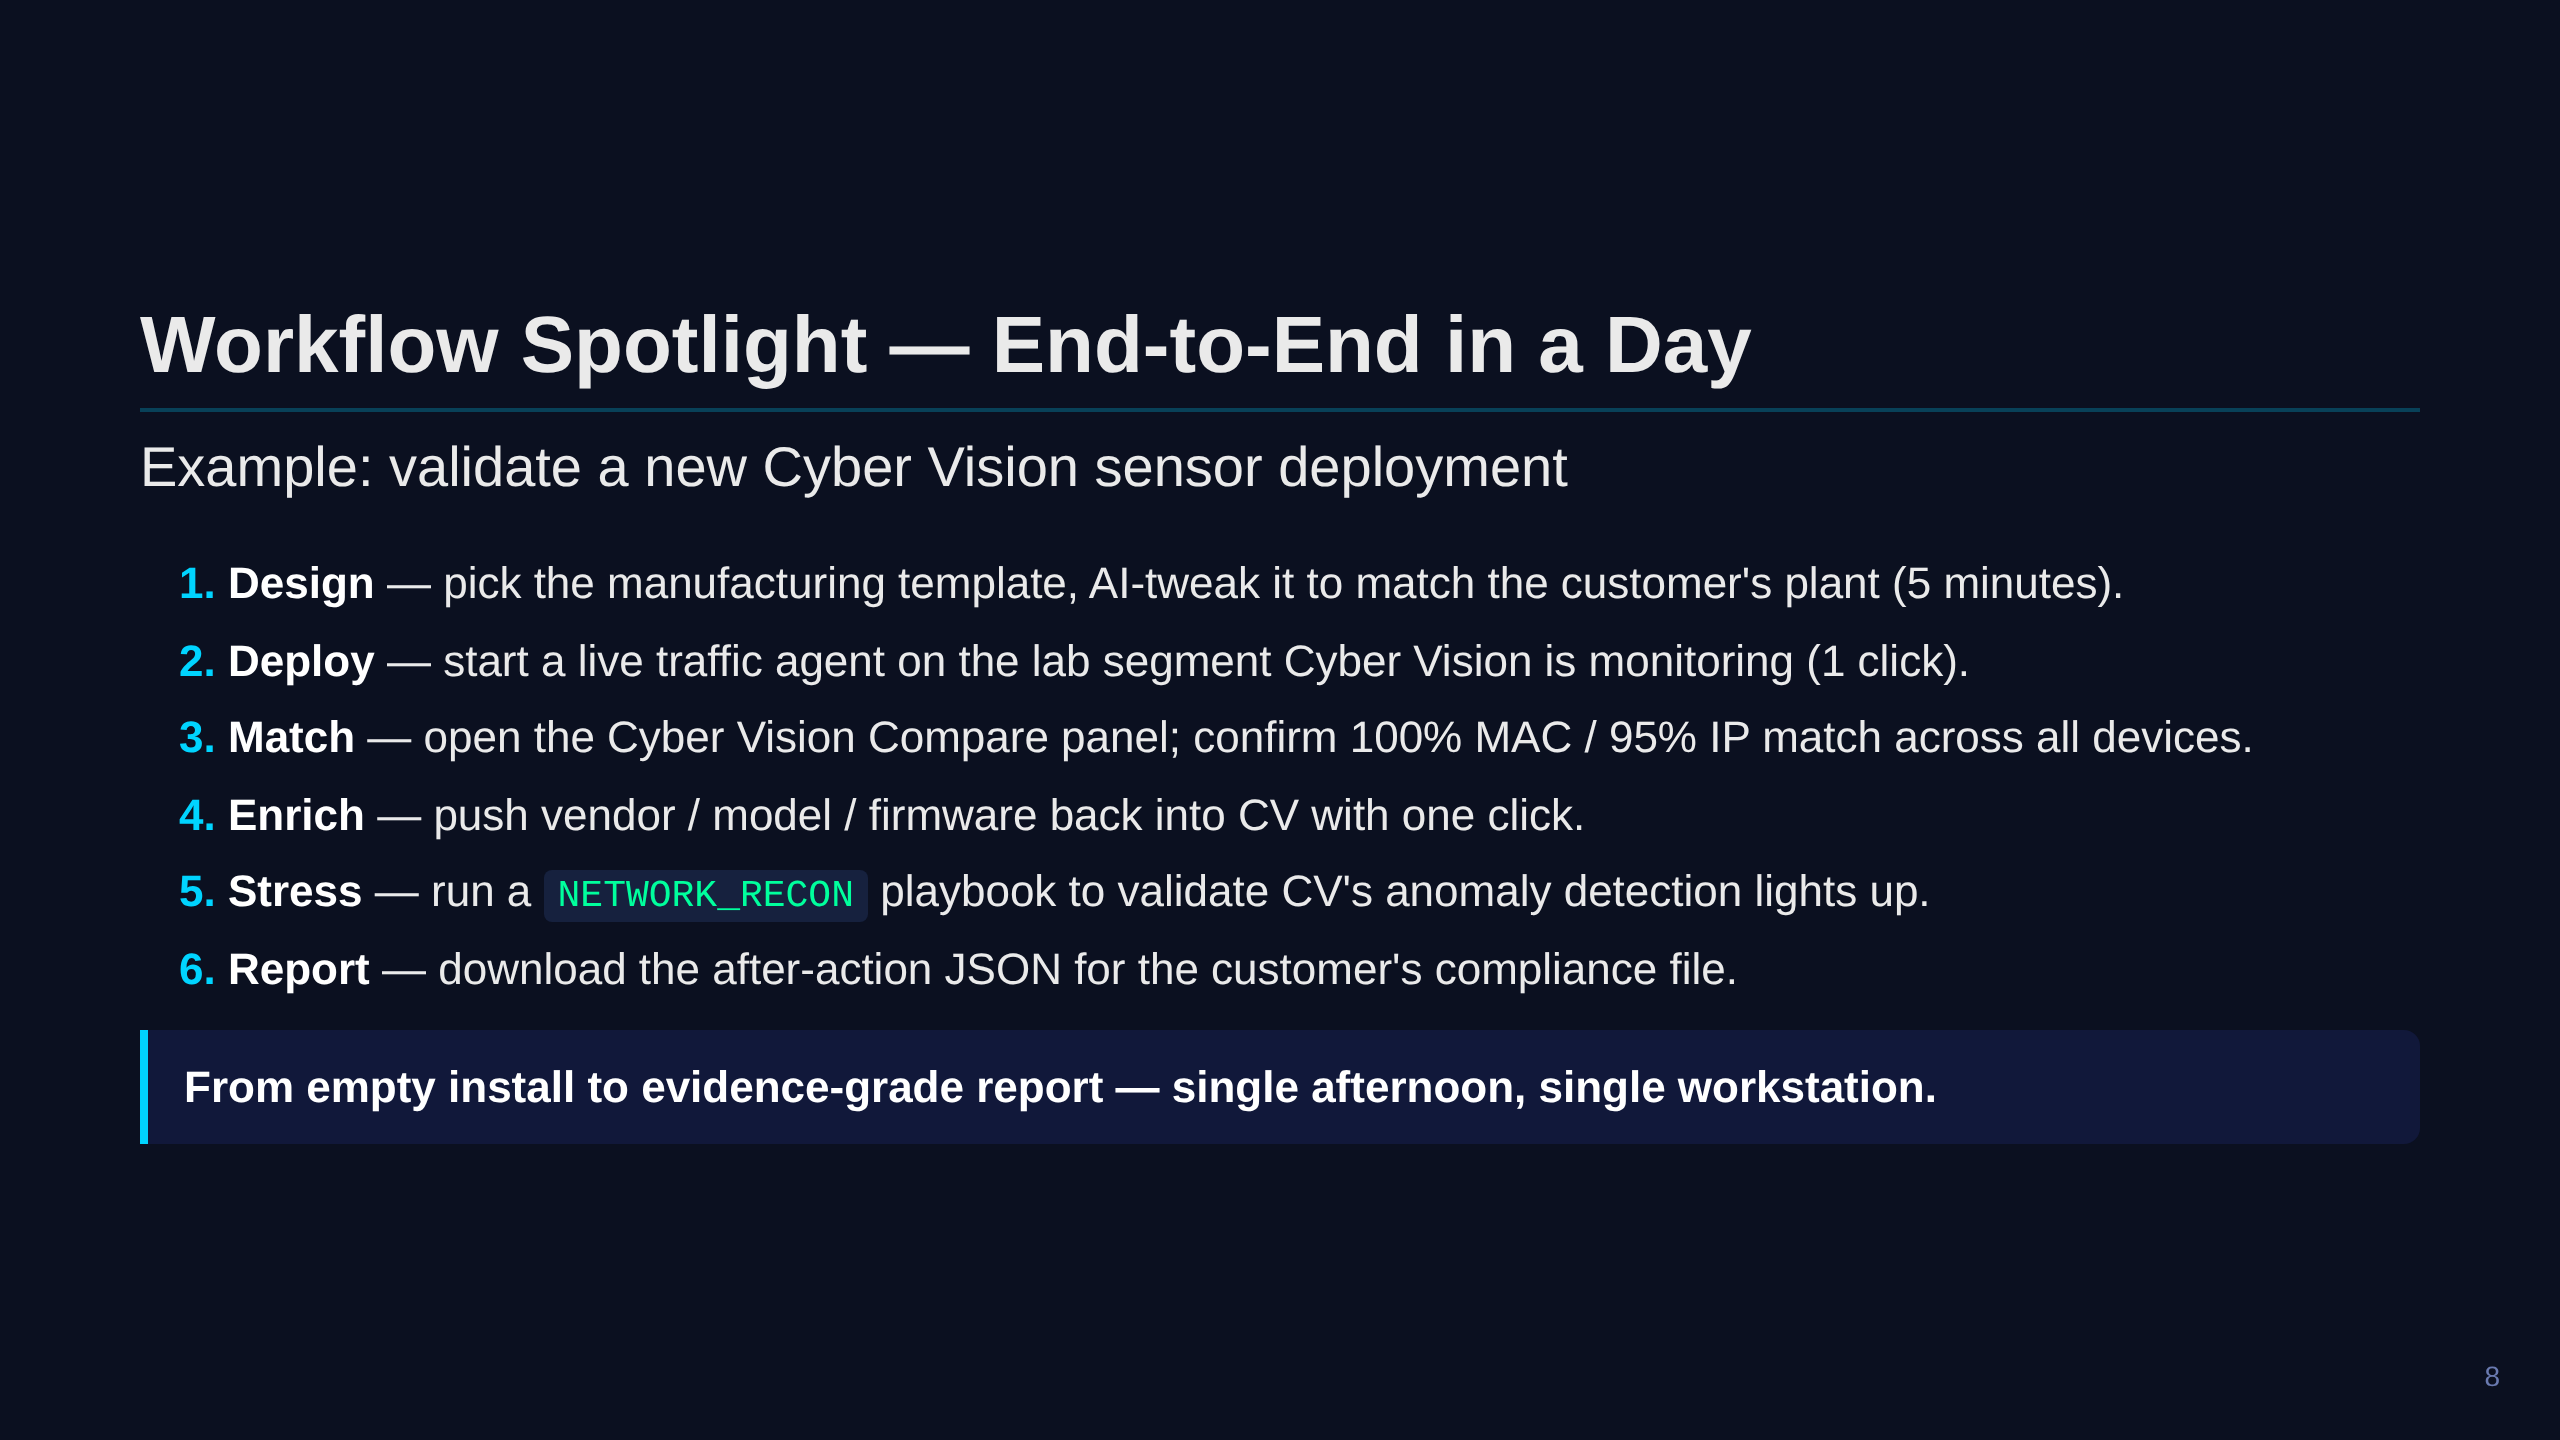 Workflow Spotlight — End-to-End in a Day
Example: validate a new Cyber Vision sensor deployment
1. Design — pick the manufacturing template, AI-tweak it to match the customer's plant (5 minutes).
2. Deploy — start a live traffic agent on the lab segment Cyber Vision is monitoring (1 click).
3. Match — open the Cyber Vision Compare panel; confirm 100% MAC / 95% IP match across all devices.
4. Enrich — push vendor / model / firmware back into CV with one click.
5. Stress — run a NETWORK_RECON playbook to validate CV's anomaly detection lights up.
6. Report — download the after-action JSON for the customer's compliance file.
From empty install to evidence-grade report — single afternoon, single workstation.
8